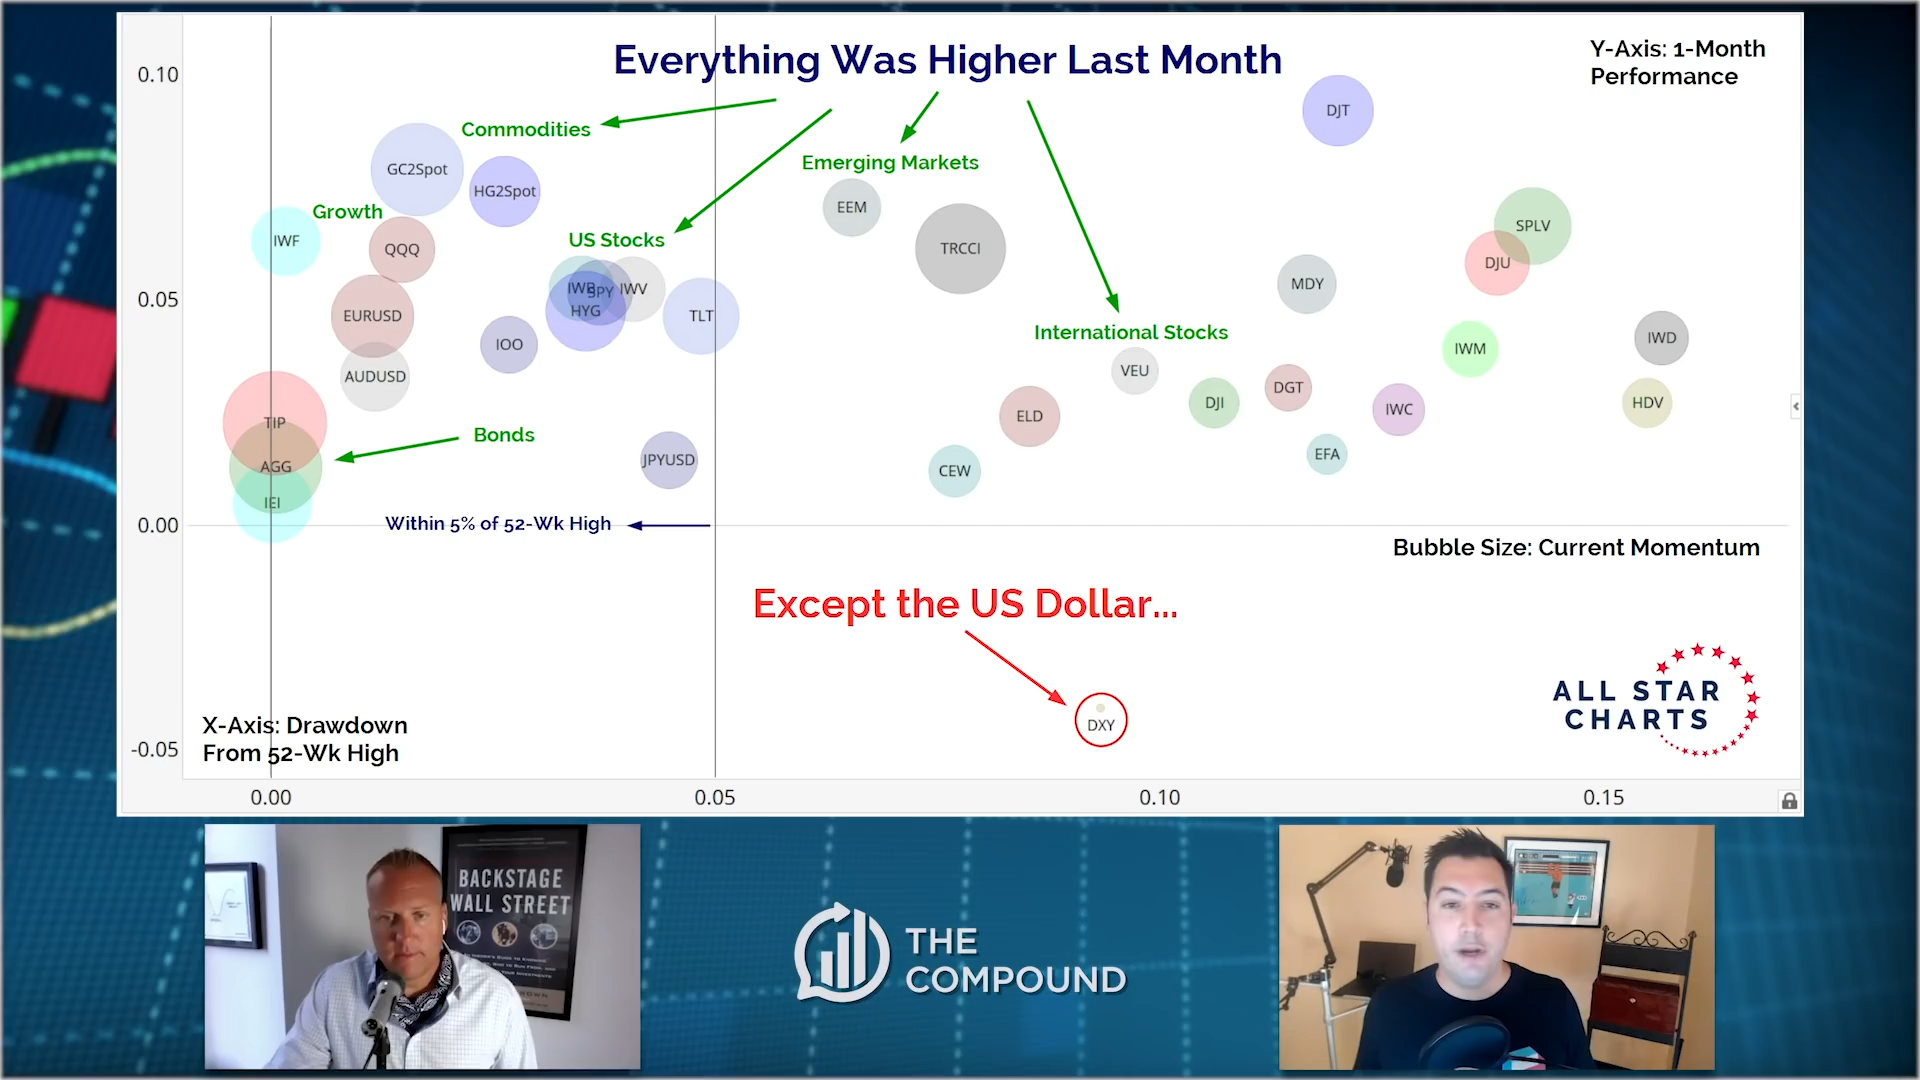 Everything Was Higher Last Month
Y-Axis: 1-Month
Performance
0.10
DJT
Commodities
Emerging Markets
GC2Spot
HG2Spot
EEM
Growth
SPLV
IWF
US Stocks
QQQ
TRCCI
DJU
MDY
IWB
SPY
IWV
0.05
HYG
EURUSD
TLT
International Stocks
IOO
IWM
IWD
VEU
AUDUSD
DGT
DJI
HDV
IWC
ELD
TIP
Bonds
EFA
JPYUSD
AGG
CEW
IEI
0.00
Within 5% of 52-Wk High
Bubble Size: Current Momentum
Except the US Dollar...
ALL STAR
CHARTS
DXY
X-Axis: Drawdown
From 52-Wk High
-0.05
0.00
0.05
0.10
0.15
BACKSTAGE
WALL STREET
THE
COMPOUND